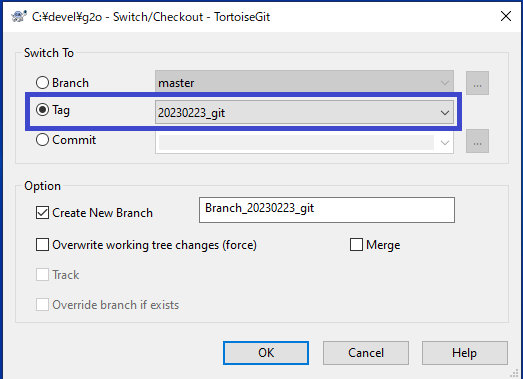 C:¥devel¥g2o - Switch/Checkout - TortoiseGit
Switch To
Branch
master
...
Tag
20230223_git
Commit
...
Option
Create New Branch
Branch_20230223_git
Overwrite working tree changes (force)
Merge
Track
Override branch if exists
OK
Cancel
Help